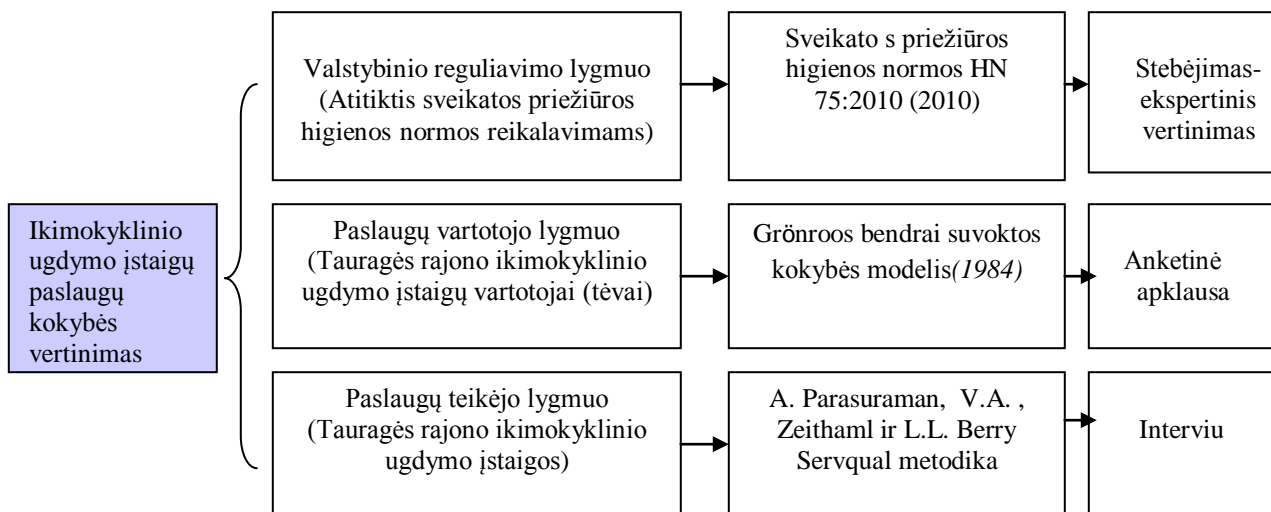 Ikimokyklinio
ugdymo įstaigų
paslaugų
kokybės
vertinimas
Valstybinio reguliavimo lygmuo
(Atitiktis sveikatos priežiūros
higienos normos reikalavimams)
Sveikato s priežiūros
higienos normos HN
75:2010 (2010)
Stebėjimas-
ekspertinis
vertinimas
Paslaugų vartotojo lygmuo
(Tauragės rajono ikimokyklinio
ugdymo įstaigų vartotojai (tėvai)
Grönroos bendrai suvoktos
kokybės modelis(1984)
Anketinė
apklausa
Paslaugų teikėjo lygmuo
(Tauragės rajono ikimokyklinio
ugdymo įstaigos)
A. Parasuraman, V.A. ,
Zeithaml ir L.L. Berry
Servqual metodika
Interviu